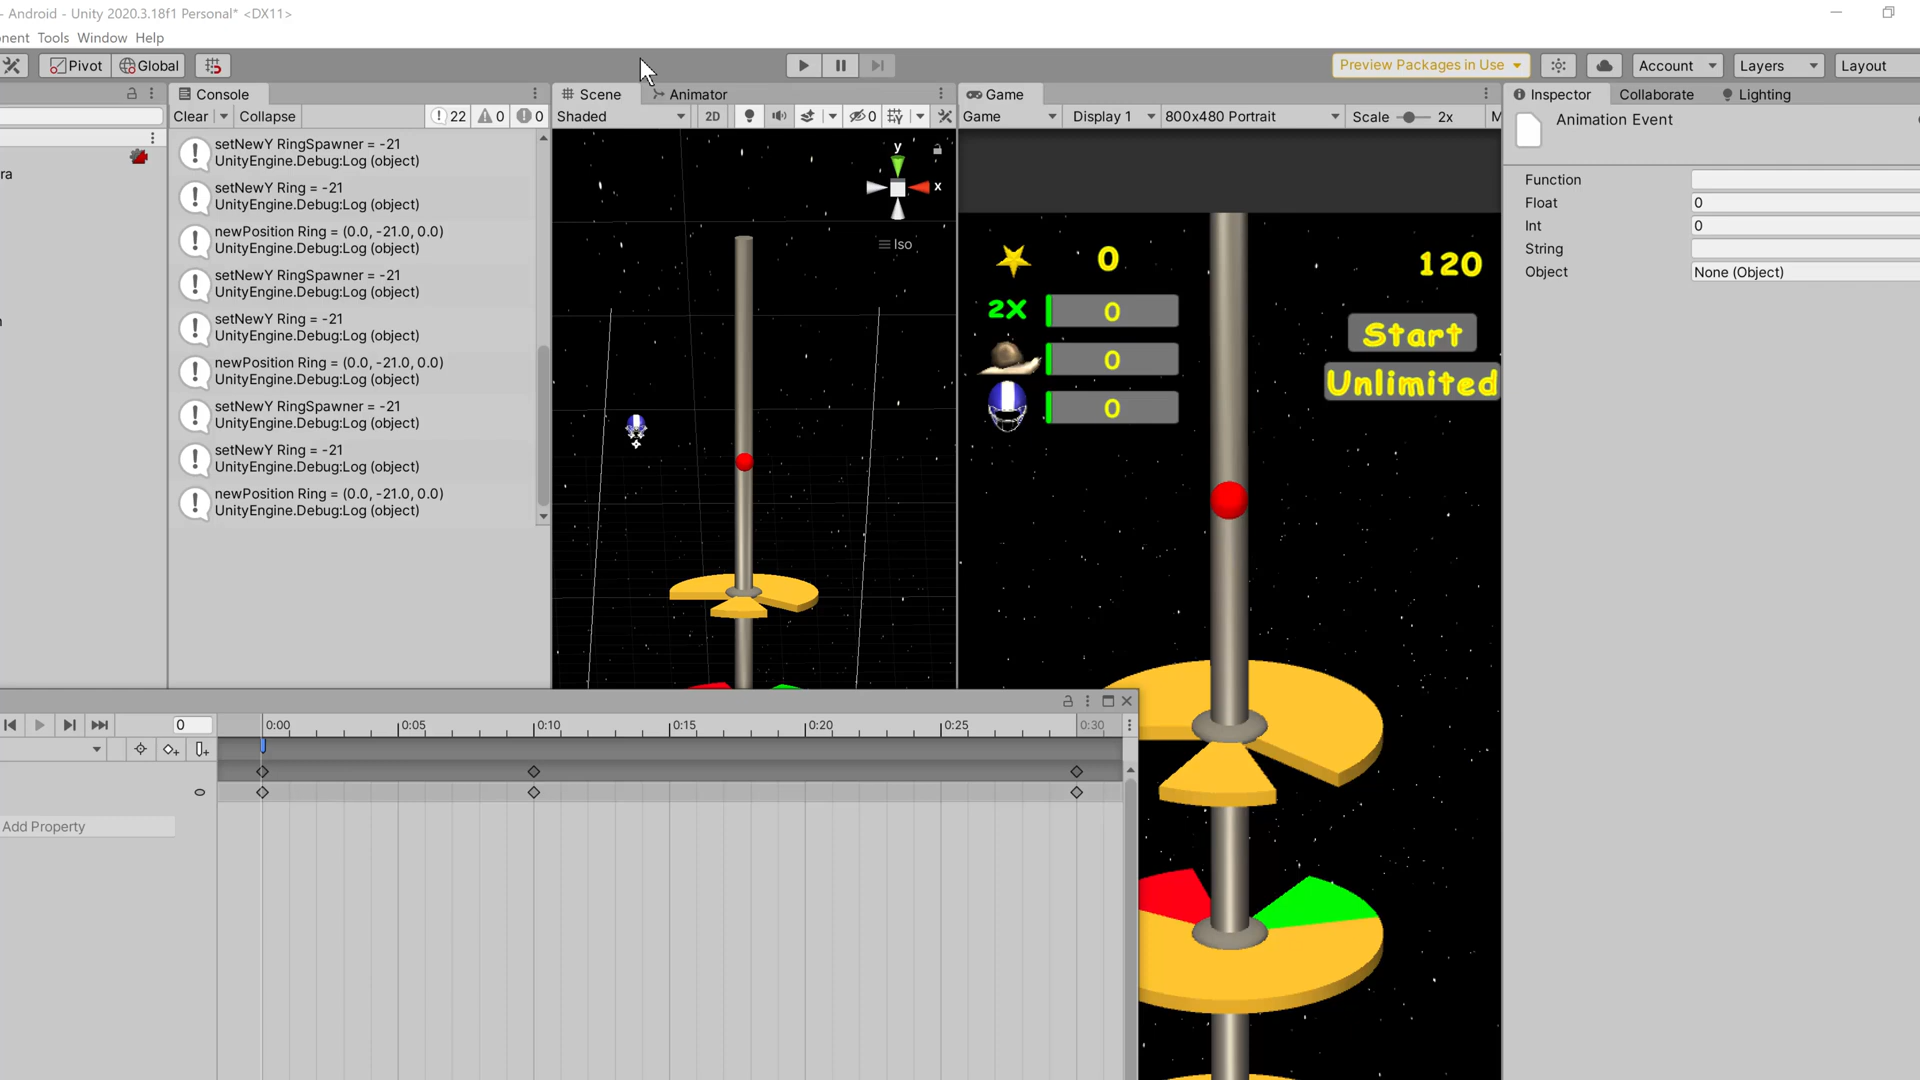 - Android - Unity 2020.3.18f1 Personal* <DX11>
nent Tools Window Help
Pivot Global
Preview Packages in Use
Account Layers Layout
Console
Clear Collapse 22 0 0
setNewY RingSpawner = -21
UnityEngine.Debug:Log (object)
setNewY Ring = -21
UnityEngine.Debug:Log (object)
newPosition Ring = (0.0, -21.0, 0.0)
UnityEngine.Debug:Log (object)
setNewY RingSpawner = -21
UnityEngine.Debug:Log (object)
setNewY Ring = -21
UnityEngine.Debug:Log (object)
newPosition Ring = (0.0, -21.0, 0.0)
UnityEngine.Debug:Log (object)
setNewY RingSpawner = -21
UnityEngine.Debug:Log (object)
setNewY Ring = -21
UnityEngine.Debug:Log (object)
newPosition Ring = (0.0, -21.0, 0.0)
UnityEngine.Debug:Log (object)
ra
n
Scene Animator
Shaded 2D 0
y
x
Iso
Game
Game Display 1 800x480 Portrait Scale 2x M
0 120
2X 0
0
0
Start
Unlimited
Inspector Collaborate Lighting
Animation Event
Function
Float 0
Int 0
String
Object None (Object)
0 0:00 0:05 0:10 0:15 0:20 0:25 0:30
Add Property